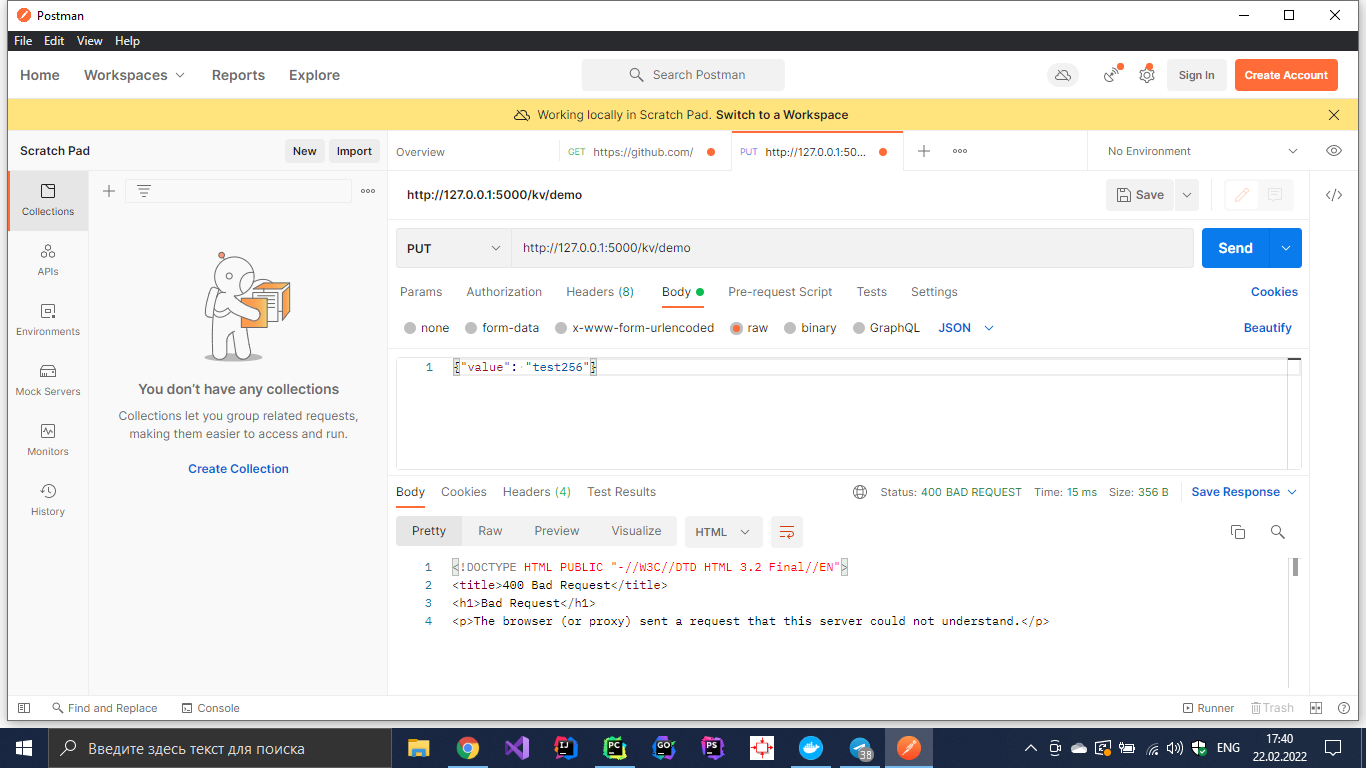 Postman
File Edit View Help
Home Workspaces Reports Explore Search Postman Sign In Create Account
Working locally in Scratch Pad. Switch to a Workspace
Scratch Pad New Import
Overview GET https://github.com/ PUT http://127.0.0.1:50... No Environment
Collections
APIs
Environments
Mock Servers
Monitors
History
You don't have any collections
Collections let you group related requests,
making them easier to access and run.
Create Collection
http://127.0.0.1:5000/kv/demo Save
PUT http://127.0.0.1:5000/kv/demo Send
Params Authorization Headers (8) Body Pre-request Script Tests Settings Cookies
none form-data x-www-form-urlencoded raw binary GraphQL JSON Beautify
1 {"value": "test256"}
Body Cookies Headers (4) Test Results Status: 400 BAD REQUEST Time: 15 ms Size: 356 B Save Response
Pretty Raw Preview Visualize HTML
1 <!DOCTYPE HTML PUBLIC "-//W3C//DTD HTML 3.2 Final//EN">
2 <title>400 Bad Request</title>
3 <h1>Bad Request</h1>
4 <p>The browser (or proxy) sent a request that this server could not understand.</p>
Find and Replace Console Runner Trash
Введите здесь текст для поиска
IJ PC GO PS 38
ENG 17:40
22.02.2022